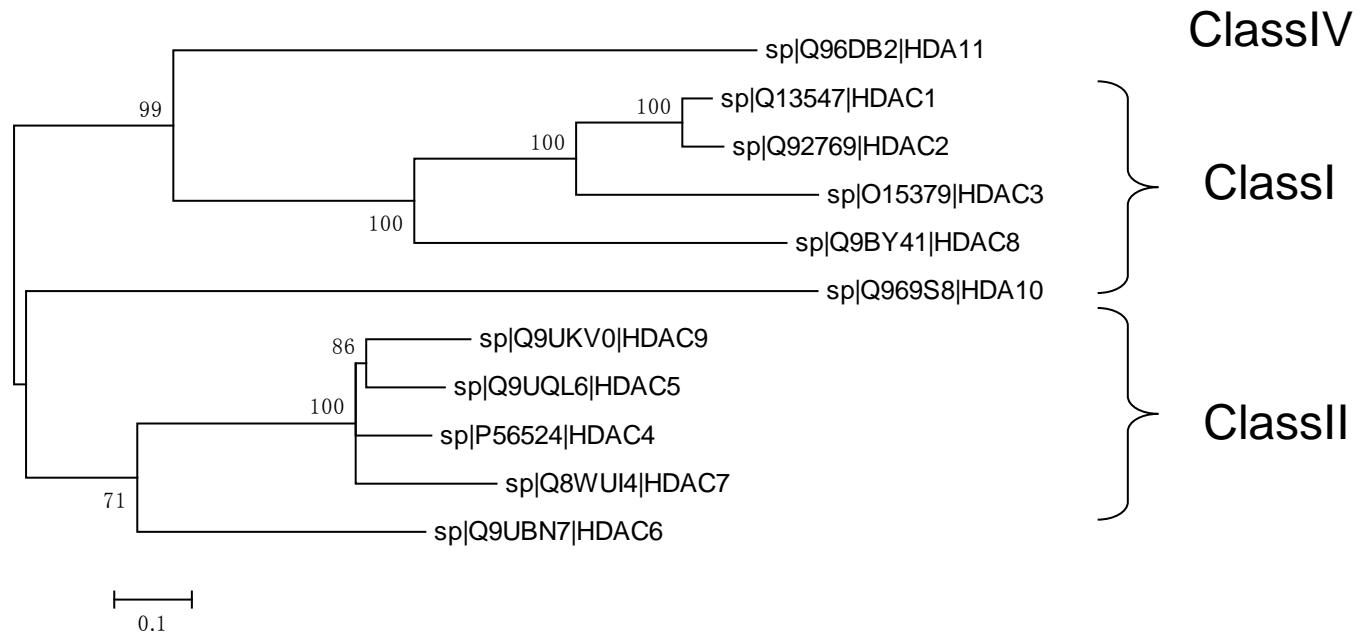 ClassIV
sp|Q96DB2|HDA11
99
sp|Q13547|HDAC1
100
sp|Q92769|HDAC2
100
ClassI
sp|O15379|HDAC3
100
sp|Q9BY41|HDAC8
sp|Q969S8|HDA10
sp|Q9UKV0|HDAC9
86
sp|Q9UQL6|HDAC5
100
ClassII
sp|P56524|HDAC4
sp|Q8WUI4|HDAC7
71
sp|Q9UBN7|HDAC6
0.1